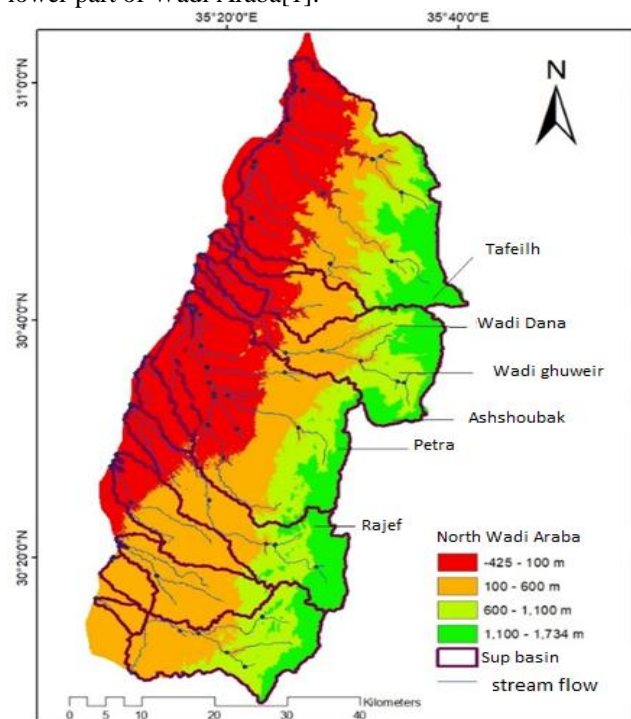 lower part of Wadi Araba[1].
35°20'0"E
35°40'0"E
31°0'0"N
N
Tafeilh
30°40'0"N
Wadi Dana
Wadi ghuweir
Ashshoubak
Petra
Rajef
North Wadi Araba
30°20'0"N
-425 - 100 m
100 - 600 m
600 - 1,100 m
1,100 - 1,734 m
Sup basin
stream flow
Kilometers
0 5 10 20 30 40